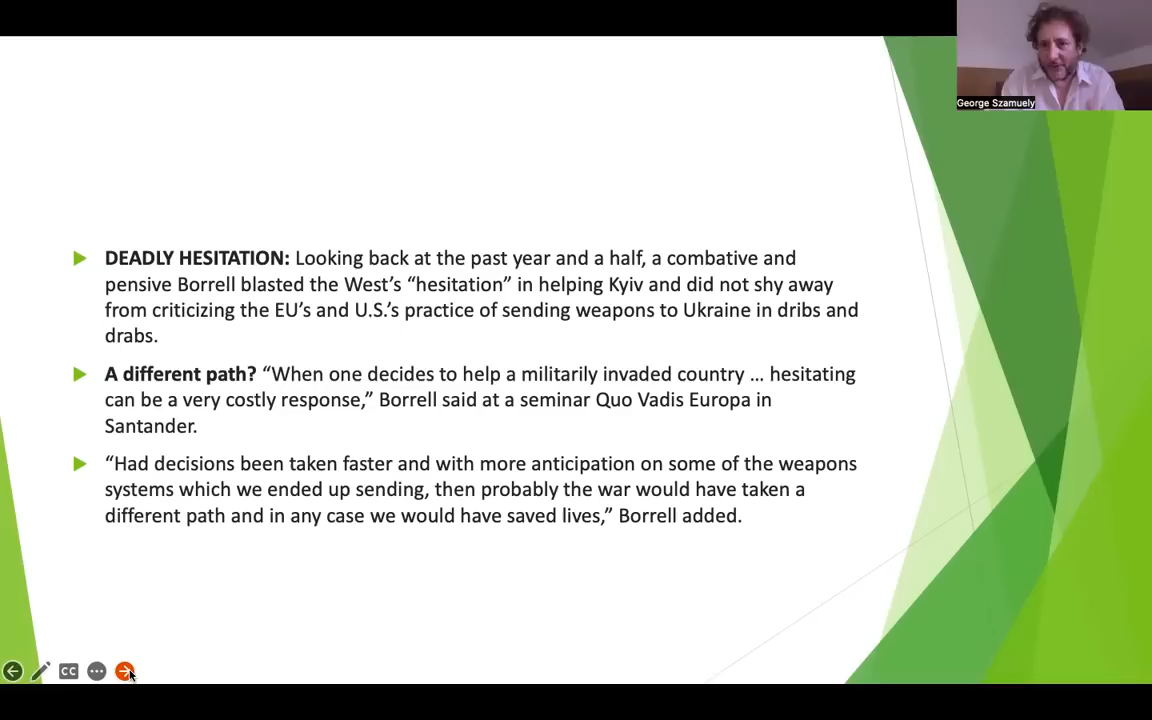 George Szamuely
DEADLY HESITATION: Looking back at the past year and a half, a combative and
pensive Borrell blasted the West’s “hesitation” in helping Kyiv and did not shy away
from criticizing the EU’s and U.S.’s practice of sending weapons to Ukraine in dribs and
drabs.
A different path? “When one decides to help a militarily invaded country … hesitating
can be a very costly response,” Borrell said at a seminar Quo Vadis Europa in
Santander.
“Had decisions been taken faster and with more anticipation on some of the weapons
systems which we ended up sending, then probably the war would have taken a
different path and in any case we would have saved lives,” Borrell added.
CC